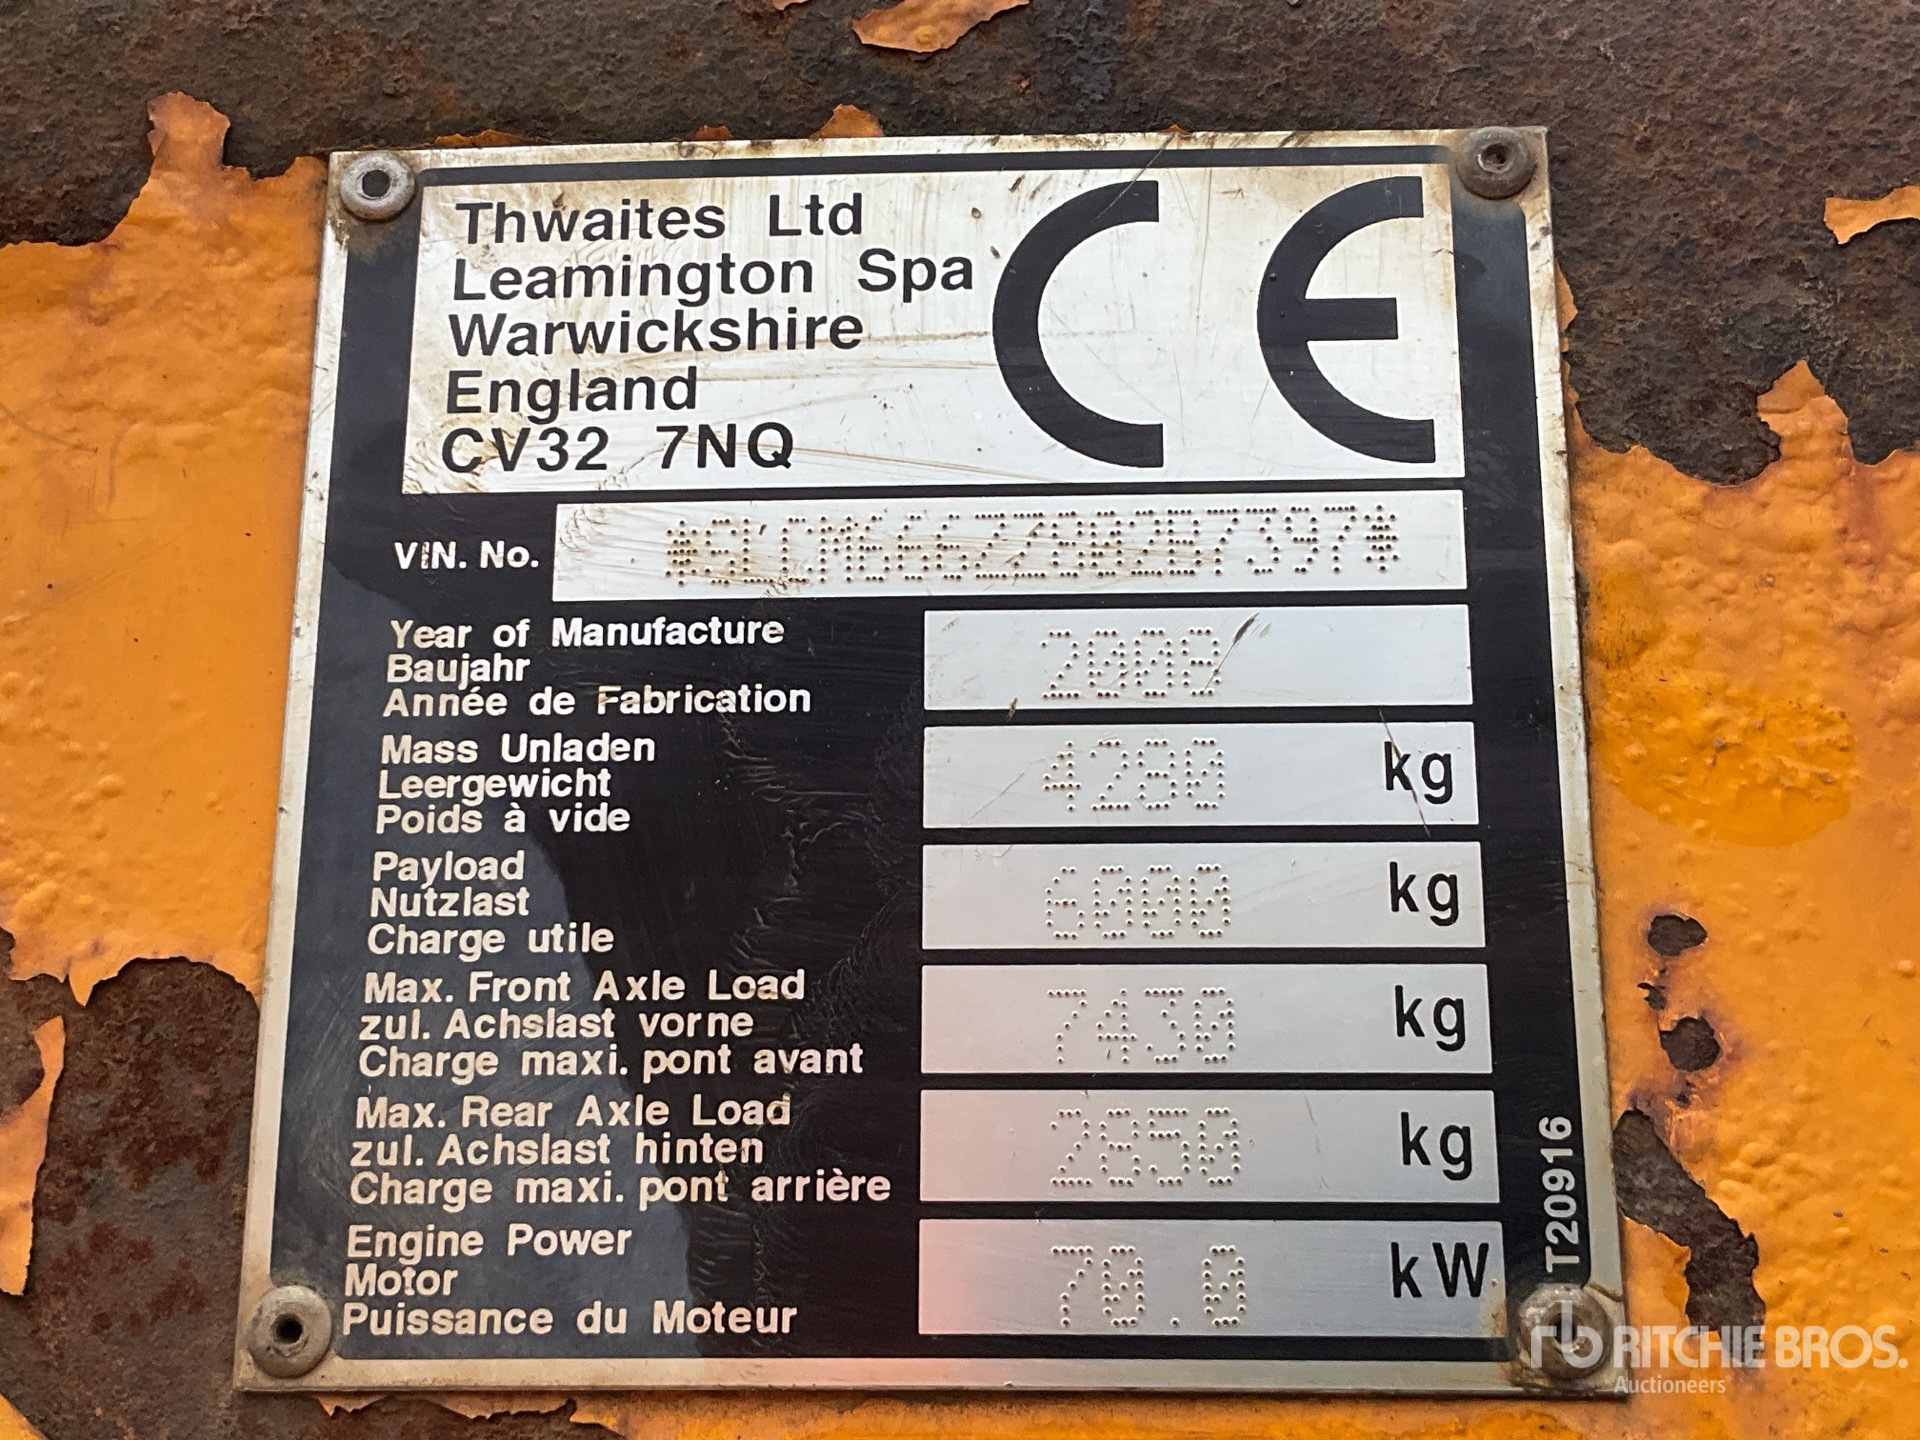 Thwaites Ltd
Leamington Spa
Warwickshire
England
CV32 7NQ
CE
VIN. No. *SLCM666ZZ802B7397*
Year of Manufacture
Baujahr
Année de Fabrication
2008
Mass Unladen
Leergewicht
Poids à vide
4280 kg
Payload
Nutzlast
Charge utile
6000 kg
Max. Front Axle Load
zul. Achslast vorne
Charge maxi. pont avant
7430 kg
Max. Rear Axle Load
zul. Achslast hinten
Charge maxi. pont arrière
2850 kg
Engine Power
Motor
Puissance du Moteur
70.0 kW
T20916
rb RITCHIE BROS.
Auctioneers